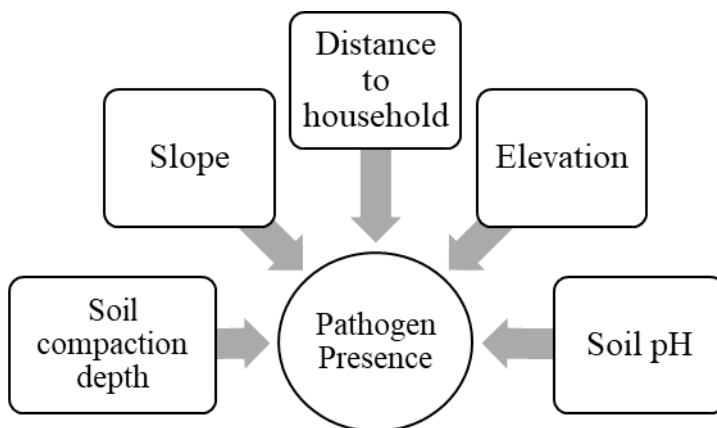 Distance
to
household
Slope
Elevation
Soil
compaction
depth
Pathogen
Presence
Soil pH